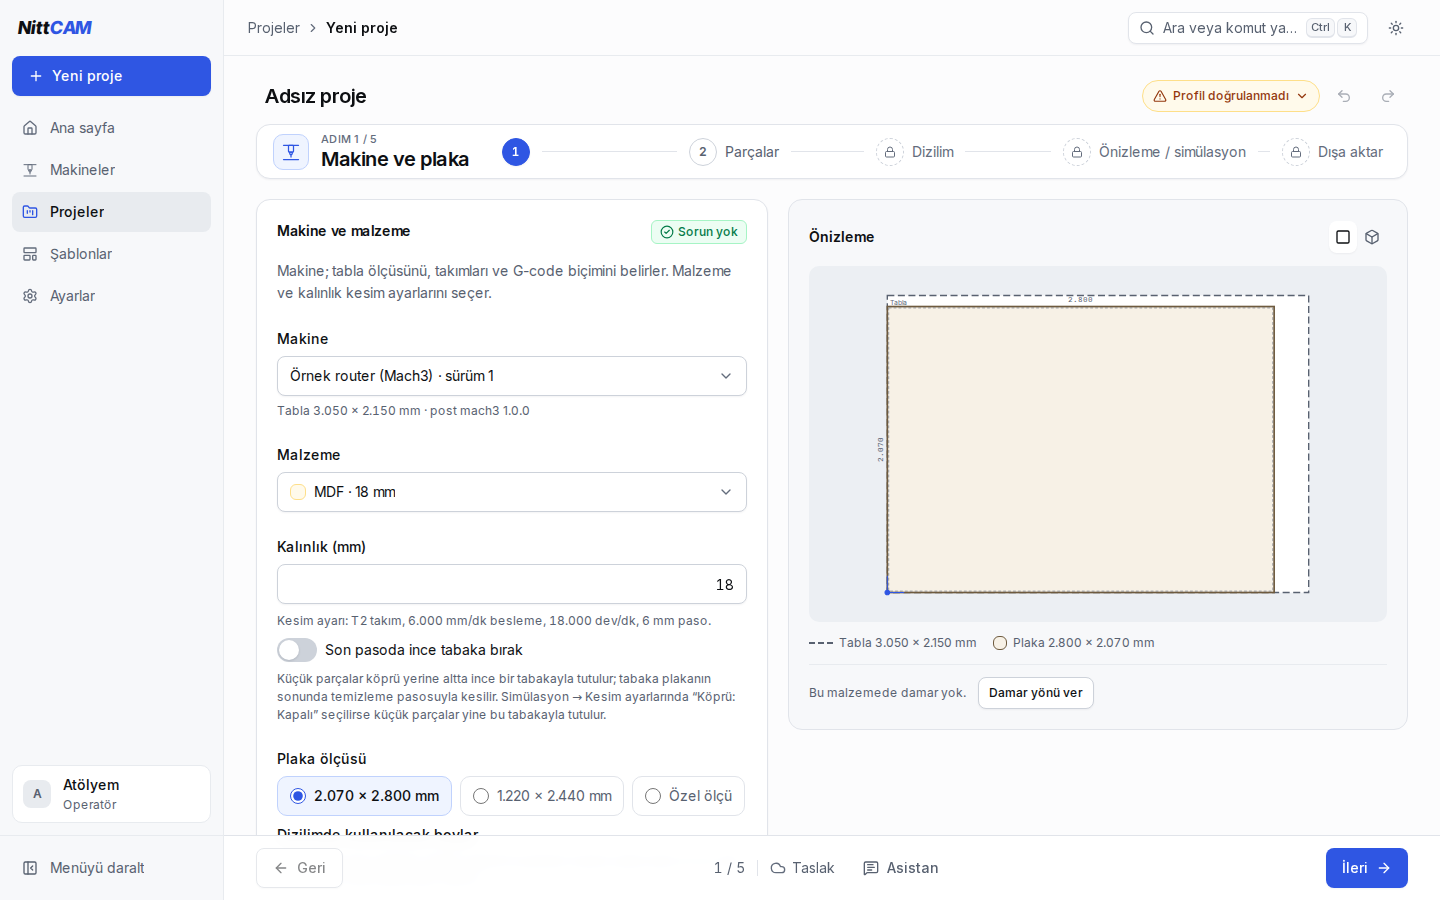 NittCAM
Yeni proje
Ana sayfa
Makineler
Projeler
Şablonlar
Ayarlar
A
Atölyem
Operatör
Menüyü daralt
Projeler > Yeni proje
Ara veya komut ya... Ctrl K
Adsız proje
Profil doğrulanmadı
ADIM 1 / 5
Makine ve plaka
1
2 Parçalar
Dizilim
Önizleme / simülasyon
Dışa aktar
Makine ve malzeme
Sorun yok
Makine; tabla ölçüsünü, takımları ve G-code biçimini belirler. Malzeme
ve kalınlık kesim ayarlarını seçer.
Makine
Örnek router (Mach3) · sürüm 1
Tabla 3.050 × 2.150 mm · post mach3 1.0.0
Malzeme
MDF · 18 mm
Kalınlık (mm)
18
Kesim ayarı: T2 takım, 6.000 mm/dk besleme, 18.000 dev/dk, 6 mm paso.
Son pasoda ince tabaka bırak
Küçük parçalar köprü yerine altta ince bir tabakayla tutulur; tabaka plakanın
sonunda temizleme pasosuyla kesilir. Simülasyon → Kesim ayarlarında “Köprü:
Kapalı” seçilirse küçük parçalar yine bu tabakayla tutulur.
Plaka ölçüsü
2.070 × 2.800 mm
1.220 × 2.440 mm
Özel ölçü
Dizilimde kullanılacak boylar
Önizleme
Tabla
2.800
2.070
Tabla 3.050 × 2.150 mm
Plaka 2.800 × 2.070 mm
Bu malzemede damar yok.
Damar yönü ver
Geri
1 / 5
Taslak
Asistan
İleri